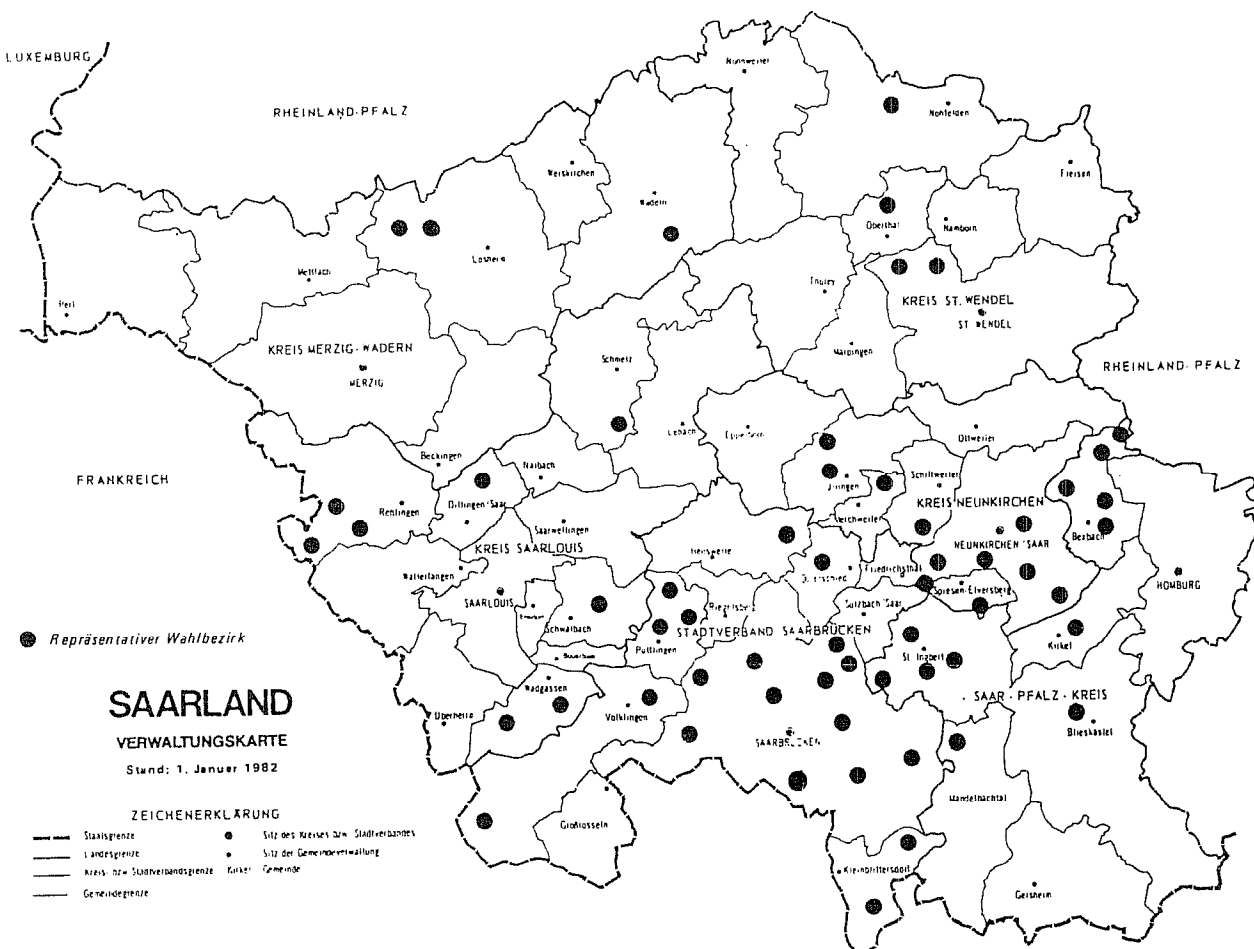 LUXEMBURG
RHEINLAND-PFALZ
Nonnweiler
Nohfelden
Freisen
Weiskirchen
Wadern
Oberthal
Namborn
Losheim
Mettlach
Perl
Tholey
KREIS ST. WENDEL
ST. WENDEL
KREIS MERZIG-WADERN
MERZIG
Schmelz
Marpingen
RHEINLAND-PFALZ
Lebach
Eppelborn
Ottweiler
FRANKREICH
Beckingen
Nalbach
Schiffweiler
Rehlingen
Dillingen/Saar
KREIS NEUNKIRCHEN
NEUNKIRCHEN/SAAR
Bexbach
Saarwellingen
KREIS SAARLOUIS
Heusweiler
Wallerfangen
Friedrichsthal
HOMBURG
Spiesen-Elversberg
SAARLOUIS
Schwalbach
Riegelsberg
Sulzbach/Saar
STADTVERBAND SAARBRÜCKEN
Püttlingen
Kirkel
St. Ingbert
Repräsentativer Wahlbezirk
Wadgassen
SAAR-PFALZ-KREIS
SAARLAND
Überherrn
Völklingen
Blieskastel
SAARBRÜCKEN
VERWALTUNGSKARTE
Stand: 1. Januar 1982
Mandelbachtal
ZEICHENERKLÄRUNG
Großrosseln
Staatsgrenze
Sitz des Kreises bzw. Stadtverbandes
Landesgrenze
Sitz der Gemeindeverwaltung
Kreis- bzw. Stadtverbandsgrenze
Kirkel Gemeinde
Gemeindegrenze
Kleinblittersdorf
Gersheim